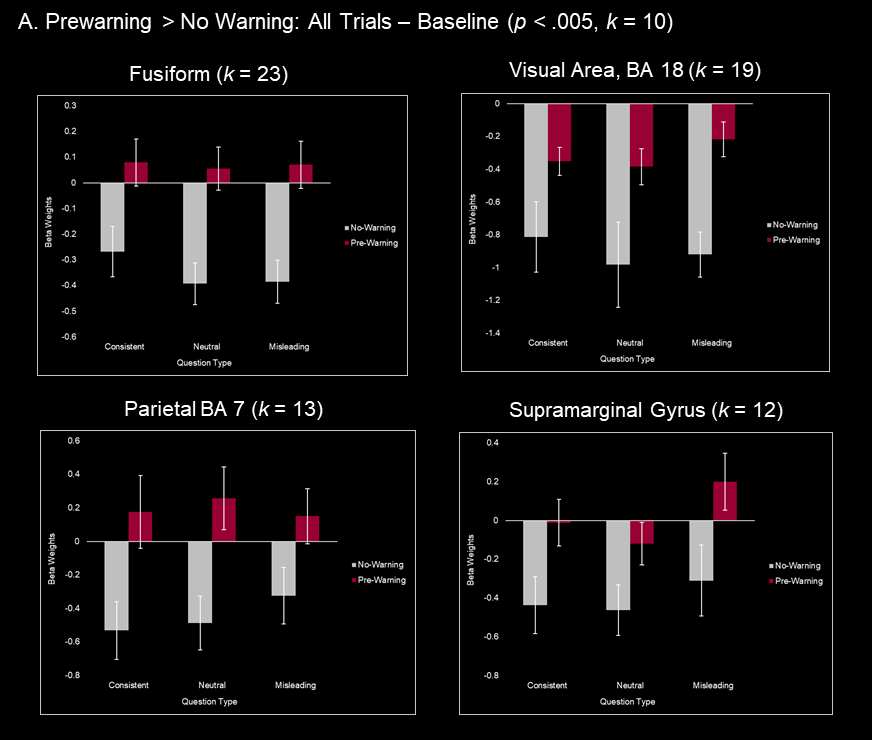 A. Prewarning > No Warning: All Trials – Baseline (p < .005, k = 10)
Fusiform (k = 23)
0.3
0.2
0.1
0
-0.1
-0.2
-0.3
-0.4
-0.5
-0.6
Beta Weights
Consistent Neutral Misleading
Question Type
No-Warning
Pre-Warning
Visual Area, BA 18 (k = 19)
0
-0.2
-0.4
-0.6
-0.8
-1
-1.2
-1.4
Beta Weights
Consistent Neutral Misleading
Question Type
No-Warning
Pre-Warning
Parietal BA 7 (k = 13)
0.6
0.4
0.2
0
-0.2
-0.4
-0.6
-0.8
Beta Weights
Consistent Neutral Misleading
Question Type
No-Warning
Pre-Warning
Supramarginal Gyrus (k = 12)
0.4
0.2
0
-0.2
-0.4
-0.6
-0.8
Beta Weights
Consistent Neutral Misleading
Question Type
No-Warning
Pre-Warning